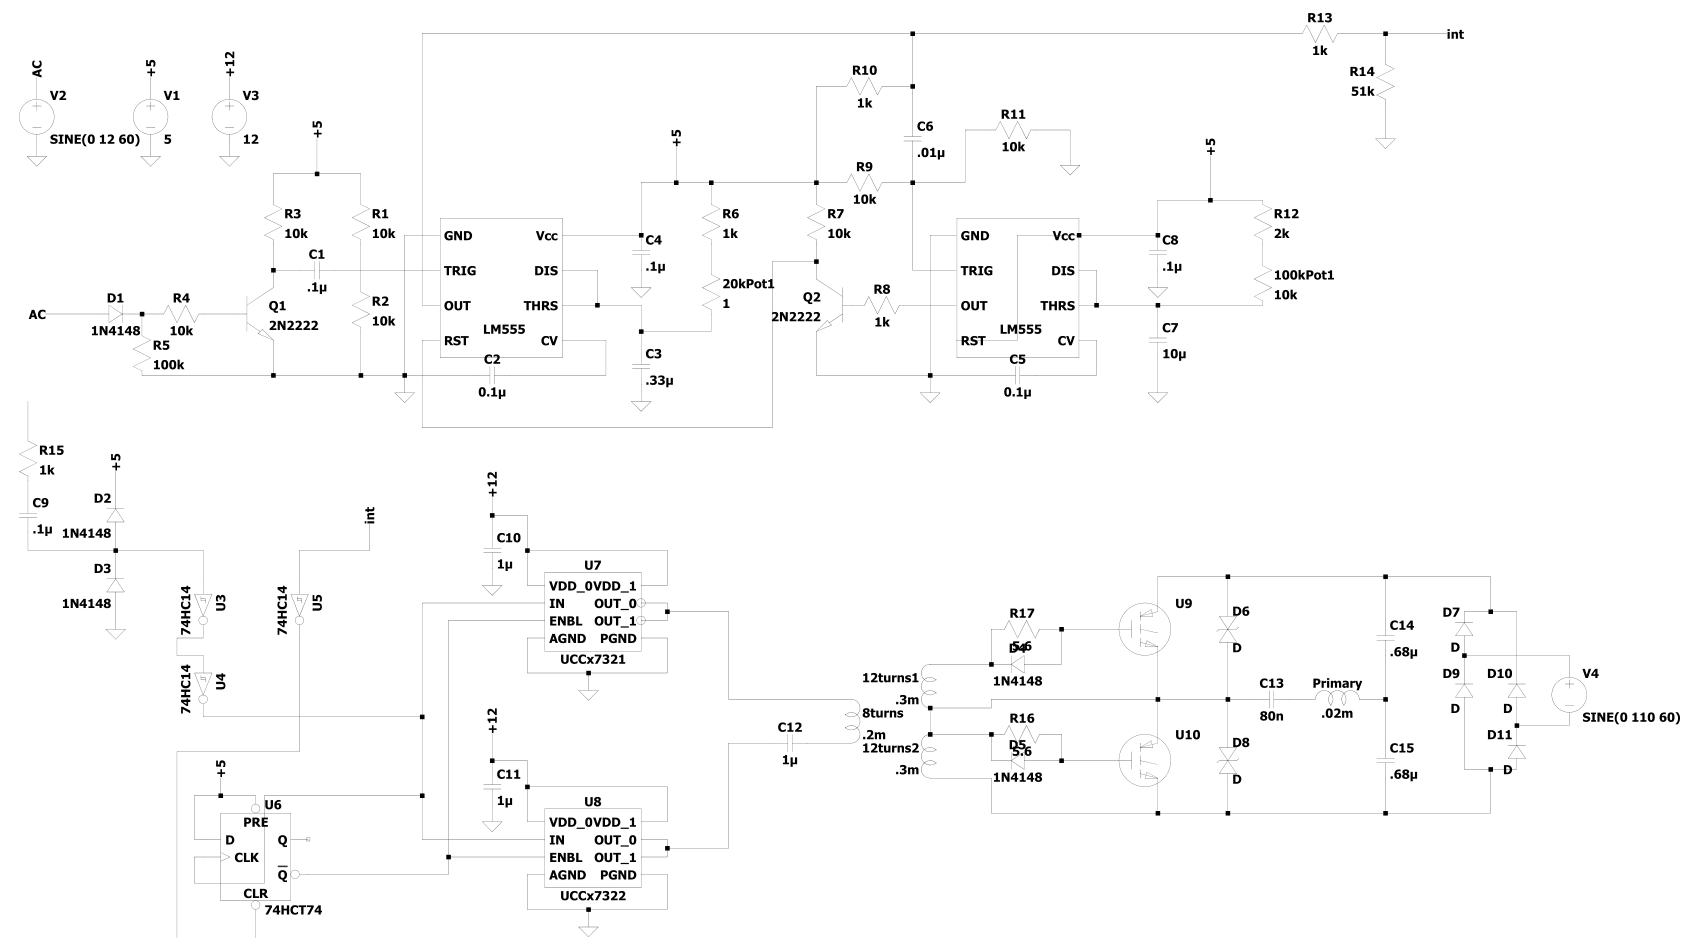 R13
1k
int
R14
51k
AC
V2
SINE(0 12 60)
+5
V1
5
+12
V3
12
R10
1k
C6
.01µ
R11
10k
R9
10k
+5
R3
10k
R1
10k
C1
.1µ
R2
10k
AC
D1
1N4148
R4
10k
R5
100k
Q1
2N2222
GND
TRIG
OUT
RST
Vcc
DIS
THRS
CV
LM555
C2
0.1µ
+5
C4
.1µ
R6
1k
20kPot1
1
C3
.33µ
R7
10k
Q2
2N2222
R8
1k
GND
TRIG
OUT
RST
Vcc
DIS
THRS
CV
LM555
C5
0.1µ
+5
C8
.1µ
R12
2k
100kPot1
10k
C7
10µ
R15
1k
C9
.1µ
+5
D2
1N4148
D3
1N4148
int
74HC14
U3
74HC14
U5
74HC14
U4
+5
U6
PRE
D
Q
CLK
Q
CLR
74HCT74
+12
C10
1µ
U7
VDD_0VDD_1
IN
OUT_0
ENBL
OUT_1
AGND
PGND
UCCx7321
+12
C11
1µ
U8
VDD_0VDD_1
IN
OUT_0
ENBL
OUT_1
AGND
PGND
UCCx7322
C12
1µ
8turns
.2m
12turns1
.3m
12turns2
.3m
R17
5.6
D4
1N4148
R16
5.6
D5
1N4148
U9
U10
D6
D
D8
D
C13
80n
Primary
.02m
C14
.68µ
C15
.68µ
D7
D
D9
D
D10
D
D11
D
V4
SINE(0 110 60)